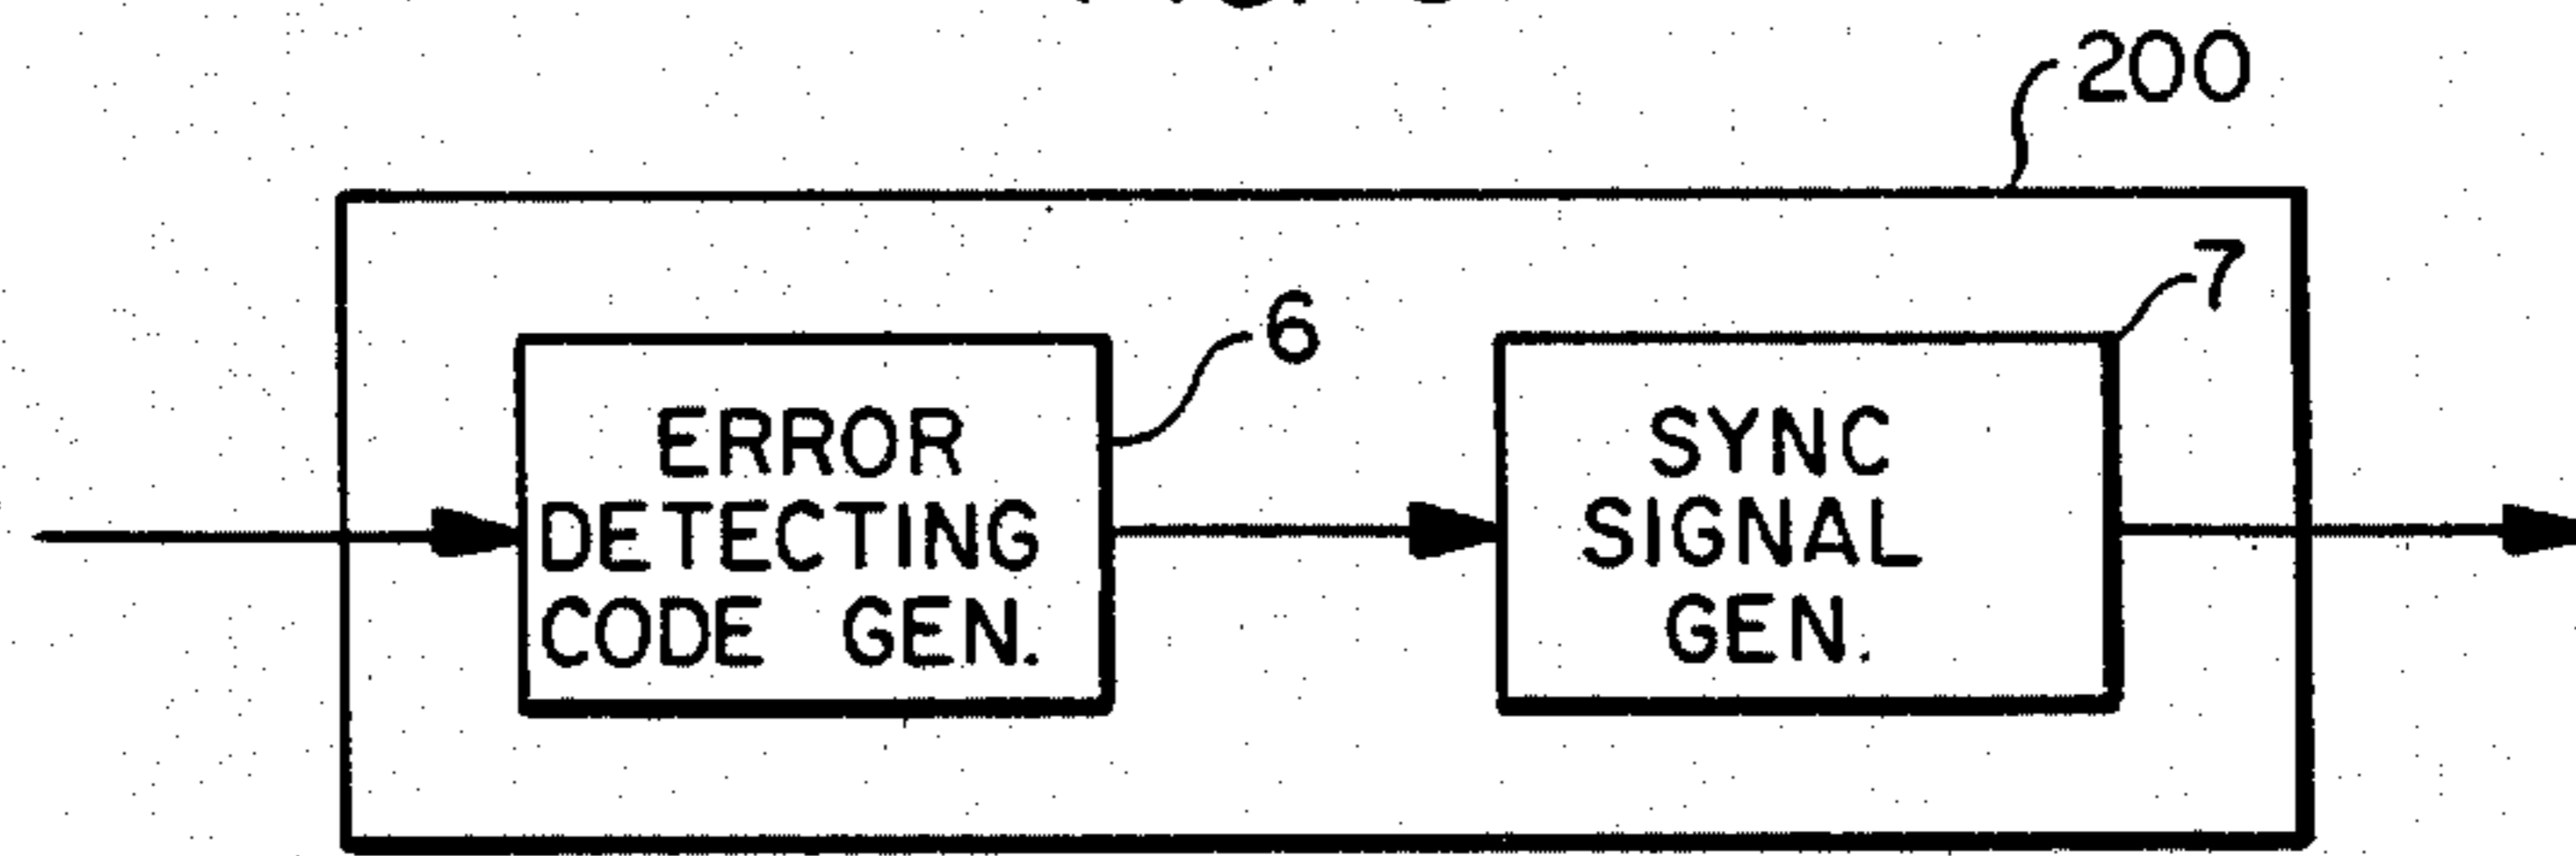 200
7
6
ERROR
DETECTING
CODE GEN.
SYNC
SIGNAL
GEN.